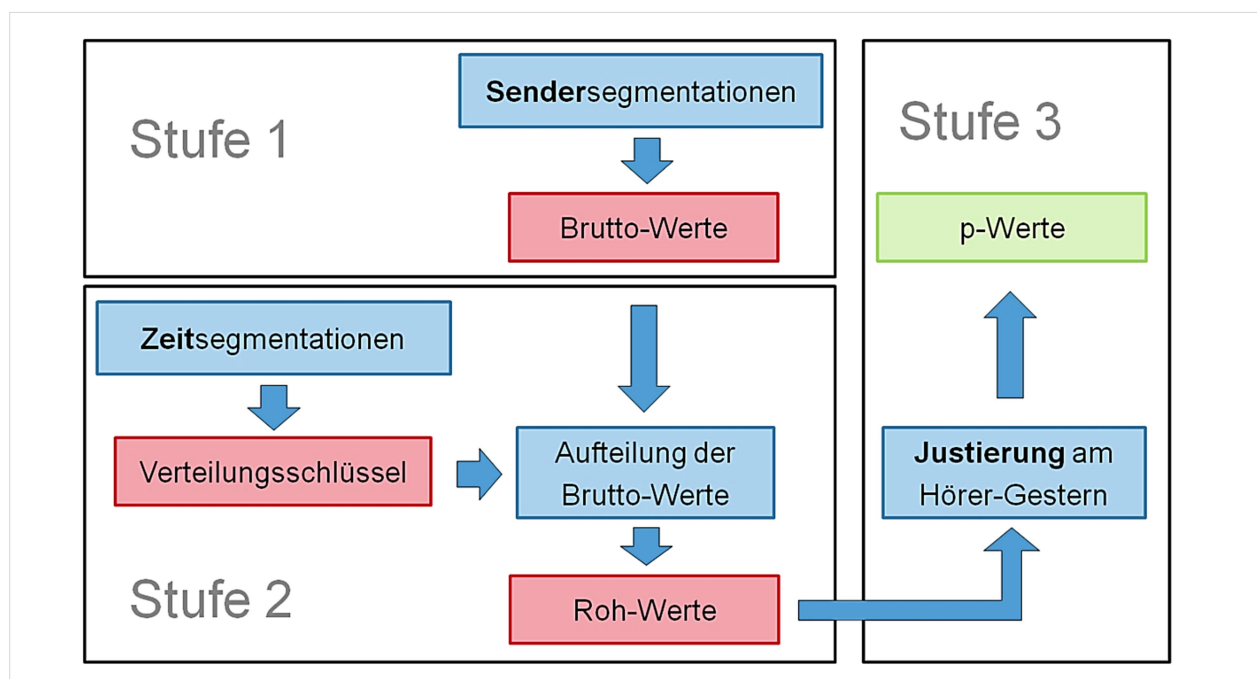 Stufe 1
Sendersegmentationen
Brutto-Werte
Zeitsegmentationen
Verteilungsschlüssel
Aufteilung der
Brutto-Werte
Stufe 2
Roh-Werte
Stufe 3
p-Werte
Justierung am
Hörer-Gestern